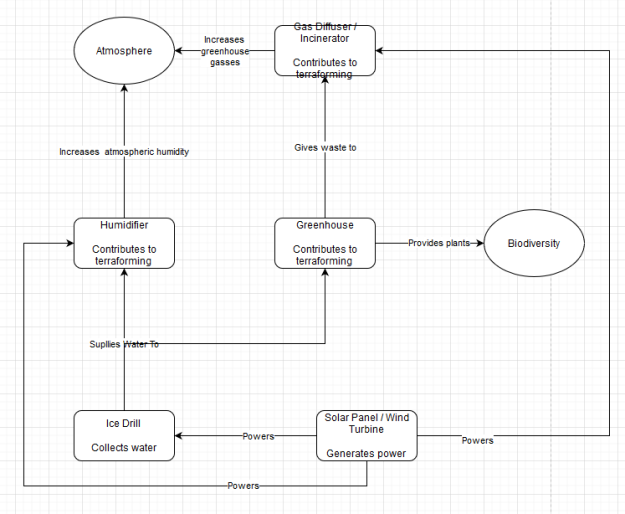 Gas Diffuser /
Incinerator
Contributes to
terraforming
Increases
greenhouse
gasses
Atmosphere
Increases atmospheric humidity
Gives waste to
Humidifier
Contributes to
terraforming
Greenhouse
Contributes to
terraforming
Provides plants
Biodiversity
Supllies Water To
Ice Drill
Collects water
Powers
Solar Panel / Wind
Turbine
Generates power
Powers
Powers